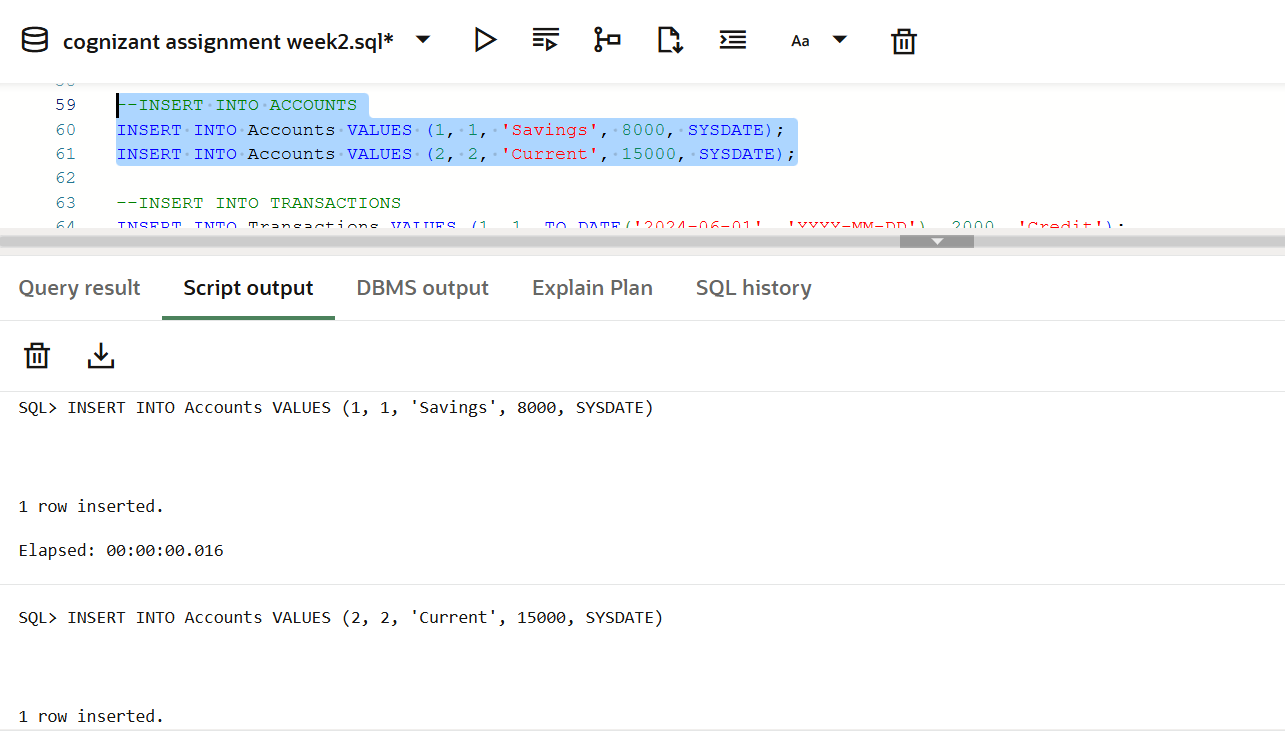 cognizant assignment week2.sql*
Aa
59 --INSERT INTO ACCOUNTS
60 INSERT INTO Accounts VALUES (1, 1, 'Savings', 8000, SYSDATE);
61 INSERT INTO Accounts VALUES (2, 2, 'Current', 15000, SYSDATE);
62
63 --INSERT INTO TRANSACTIONS
64 INSERT INTO Transactions VALUES (1, 1, TO_DATE('2024-06-01', 'YYYY-MM-DD'), 2000, 'Credit');
Query result Script output DBMS output Explain Plan SQL history
SQL> INSERT INTO Accounts VALUES (1, 1, 'Savings', 8000, SYSDATE)
1 row inserted.
Elapsed: 00:00:00.016
SQL> INSERT INTO Accounts VALUES (2, 2, 'Current', 15000, SYSDATE)
1 row inserted.